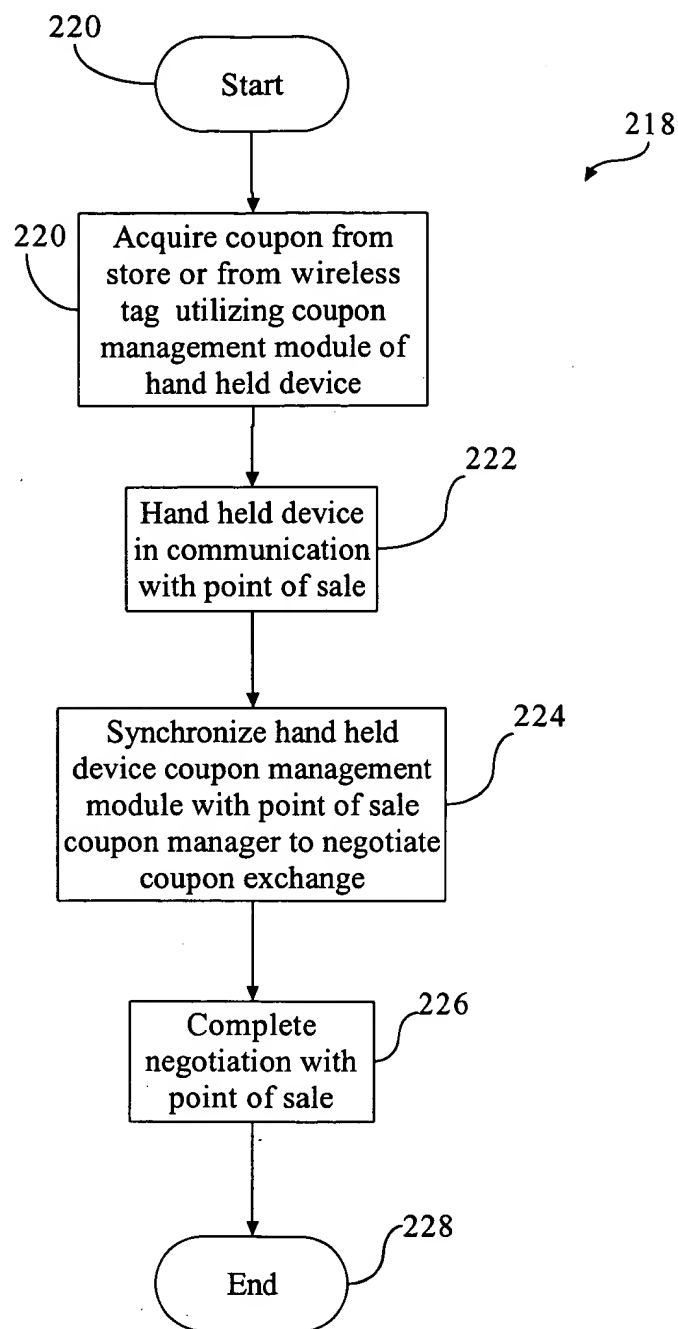 220
Start
218
220
Acquire coupon from
store or from wireless
tag utilizing coupon
management module of
hand held device
222
Hand held device
in communication
with point of sale
224
Synchronize hand held
device coupon management
module with point of sale
coupon manager to negotiate
coupon exchange
226
Complete
negotiation with
point of sale
228
End